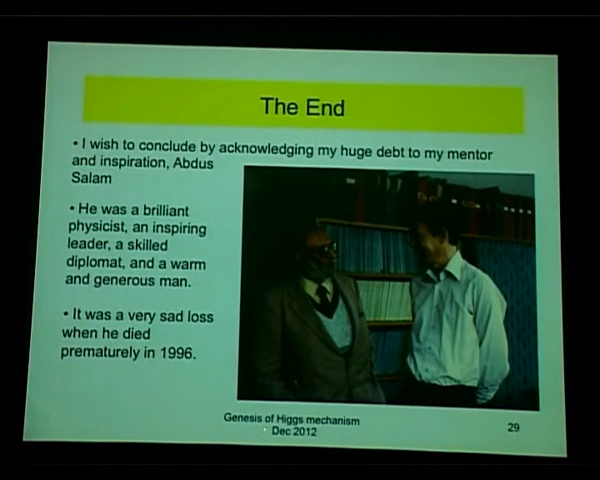 The End
• I wish to conclude by acknowledging my huge debt to my mentor
and inspiration, Abdus
Salam
• He was a brilliant
physicist, an inspiring
leader, a skilled
diplomat, and a warm
and generous man.
• It was a very sad loss
when he died
prematurely in 1996.
Genesis of Higgs mechanism
Dec 2012
29